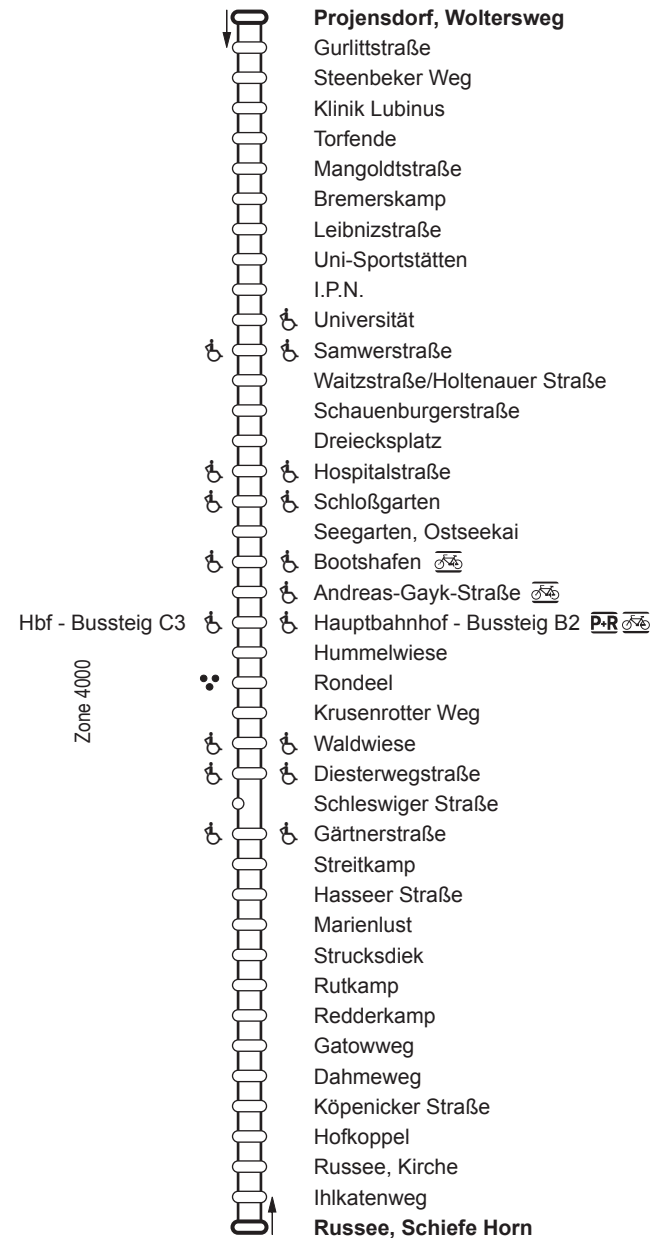 Projensdorf, Woltersweg
Gurlittstraße
Steenbeker Weg
Klinik Lubinus
Torfende
Mangoldtstraße
Bremerskamp
Leibnizstraße
Uni-Sportstätten
I.P.N.
Universität
Samwerstraße
Waitzstraße/Holtenauer Straße
Schauenburgerstraße
Dreiecksplatz
Hospitalstraße
Schloßgarten
Seegarten, Ostseekai
Bootshafen
Andreas-Gayk-Straße
Hbf - Bussteig C3 Hauptbahnhof - Bussteig B2 P+R
Hummelwiese
Zone 4000
Rondeel
Krusenrotter Weg
Waldwiese
Diesterwegstraße
Schleswiger Straße
Gärtnerstraße
Streitkamp
Hasseer Straße
Marienlust
Strucksdiek
Rutkamp
Redderkamp
Gatowweg
Dahmeweg
Köpenicker Straße
Hofkoppel
Russee, Kirche
Ihlkatenweg
Russee, Schiefe Horn